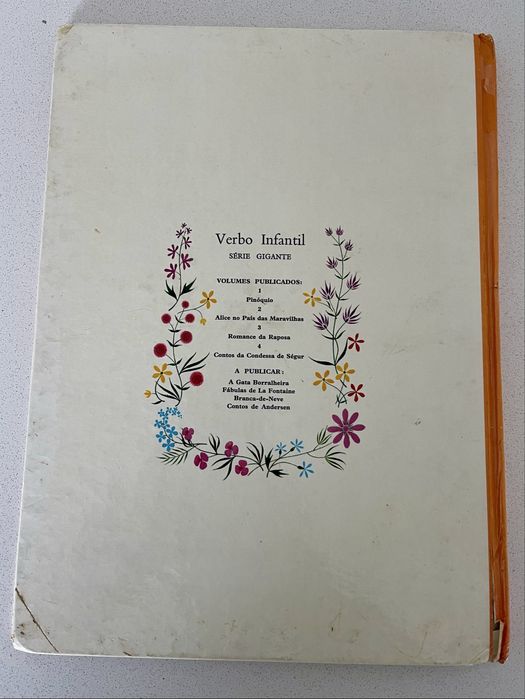 Verbo Infantil
SÉRIE GIGANTE
VOLUMES PUBLICADOS:
1
Pinóquio
2
Alice no País das Maravilhas
3
Romance da Raposa
4
Contos da Condessa de Ségur
A PUBLICAR:
A Gata Borralheira
Fábulas de La Fontaine
Branca-de-Neve
Contos de Andersen